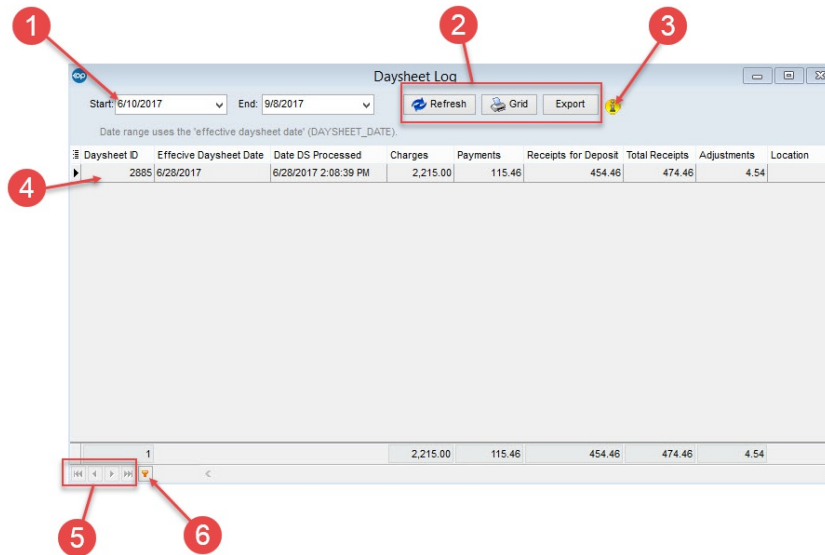 1
2
3
op
Daysheet Log
Start: 6/10/2017 End: 9/8/2017 Refresh Grid Export
Date range uses the 'effective daysheet date' (DAYSHEET_DATE).
Daysheet ID Effecive Daysheet Date Date DS Processed Charges Payments Receipts for Deposit Total Receipts Adjustments Location
4
2885 6/28/2017 6/28/2017 2:08:39 PM 2,215.00 115.46 454.46 474.46 4.54
1 2,215.00 115.46 454.46 474.46 4.54
5
6